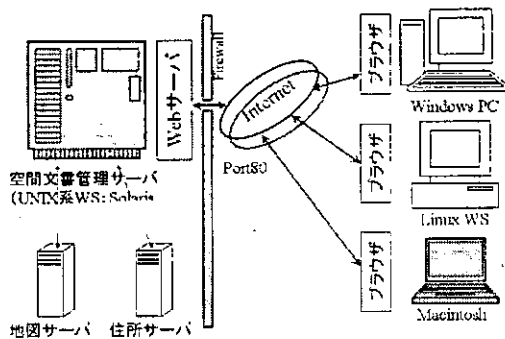 Webサーバ
Firewall
Internet
Port80
ブラウザ
Windows PC
ブラウザ
Linux WS
ブラウザ
Macintosh
空間文書管理サーバ
(UNIX系WS: Solaris
地図サーバ
住所サーバ